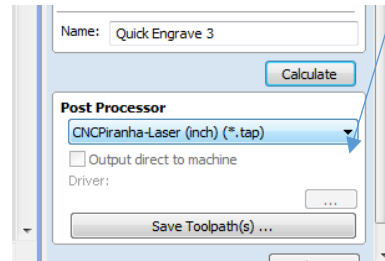 Name: Quick Engrave 3
Calculate
Post Processor
CNCPiranha-Laser (inch) (*.tap)
Output direct to machine
Driver:
...
Save Toolpath(s) ...